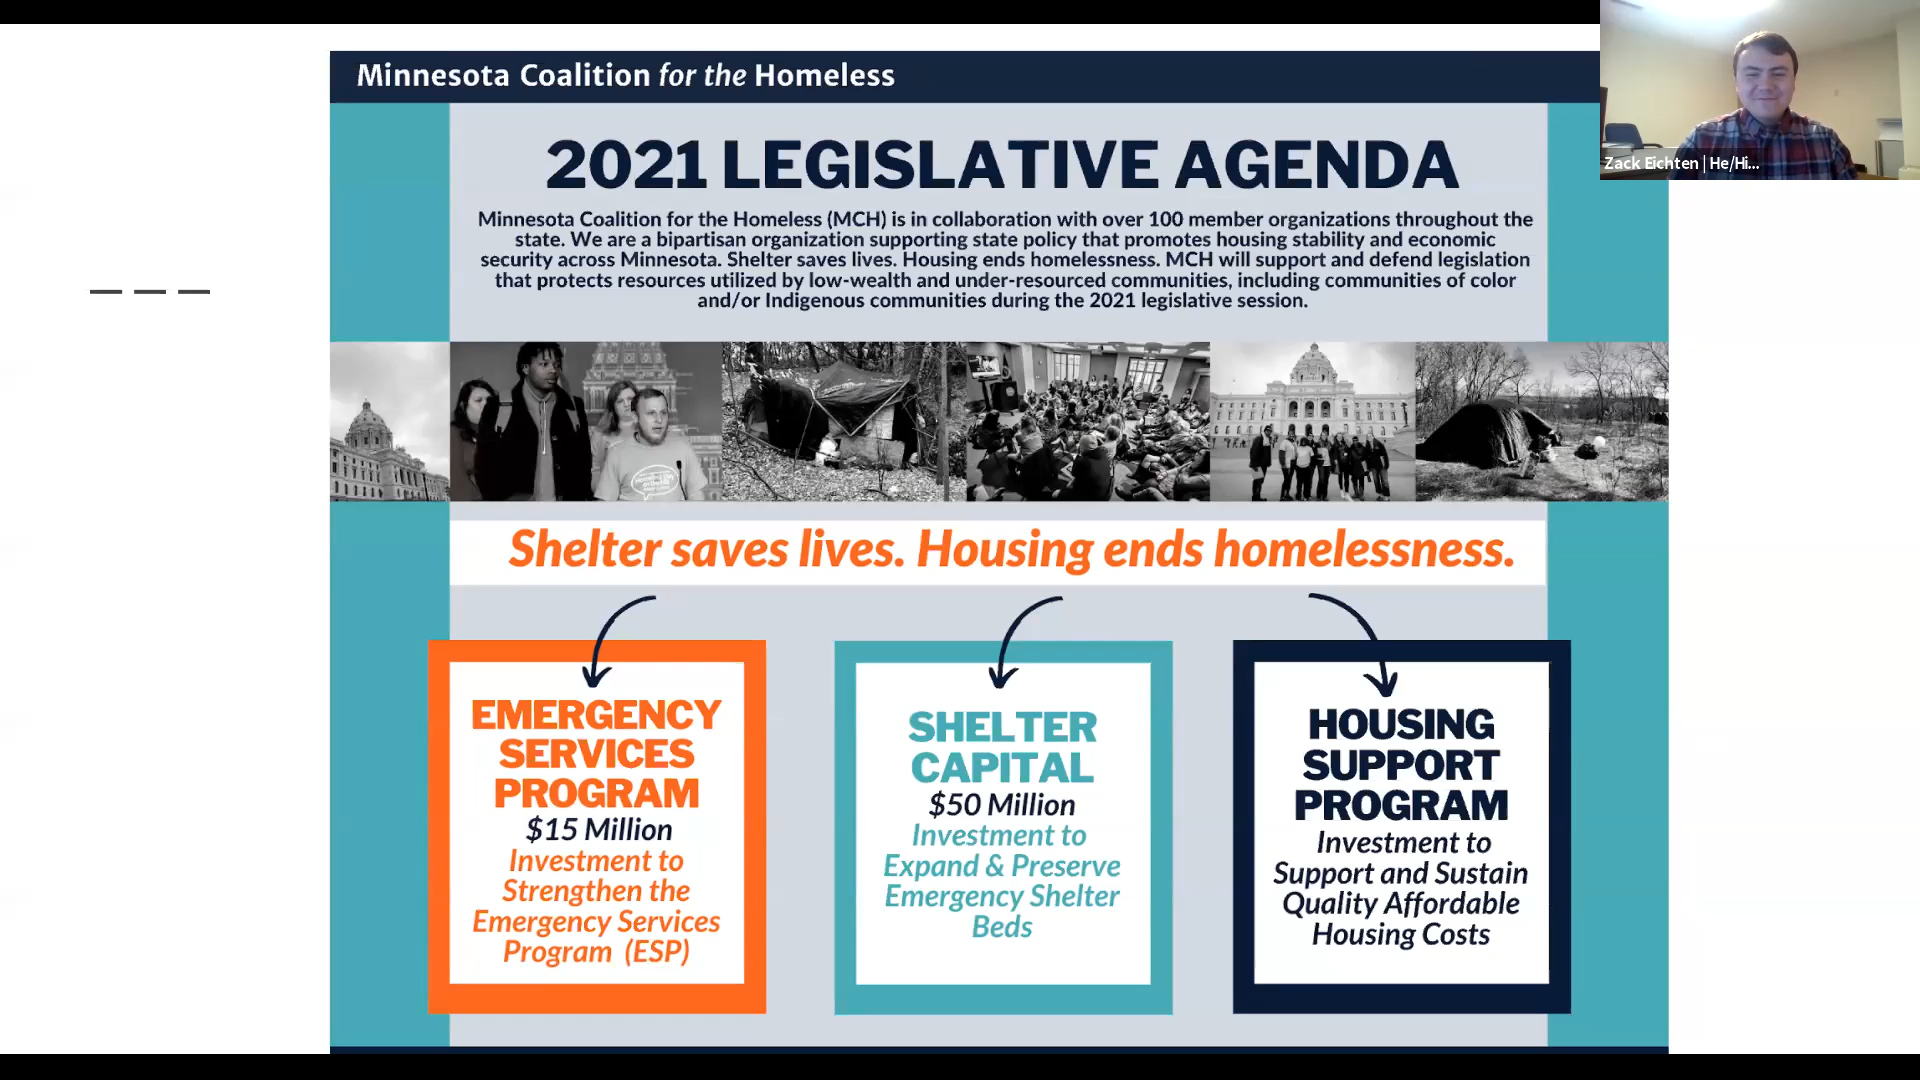 Minnesota Coalition for the Homeless
Zack Eichten | He/Hi...
2021 LEGISLATIVE AGENDA
Minnesota Coalition for the Homeless (MCH) is in collaboration with over 100 member organizations throughout the
state. We are a bipartisan organization supporting state policy that promotes housing stability and economic
security across Minnesota. Shelter saves lives. Housing ends homelessness. MCH will support and defend legislation
that protects resources utilized by low-wealth and under-resourced communities, including communities of color
and/or Indigenous communities during the 2021 legislative session.
Shelter saves lives. Housing ends homelessness.
EMERGENCY
SERVICES
PROGRAM
$15 Million
Investment to
Strengthen the
Emergency Services
Program (ESP)
SHELTER
CAPITAL
$50 Million
Investment to
Expand & Preserve
Emergency Shelter
Beds
HOUSING
SUPPORT
PROGRAM
Investment to
Support and Sustain
Quality Affordable
Housing Costs